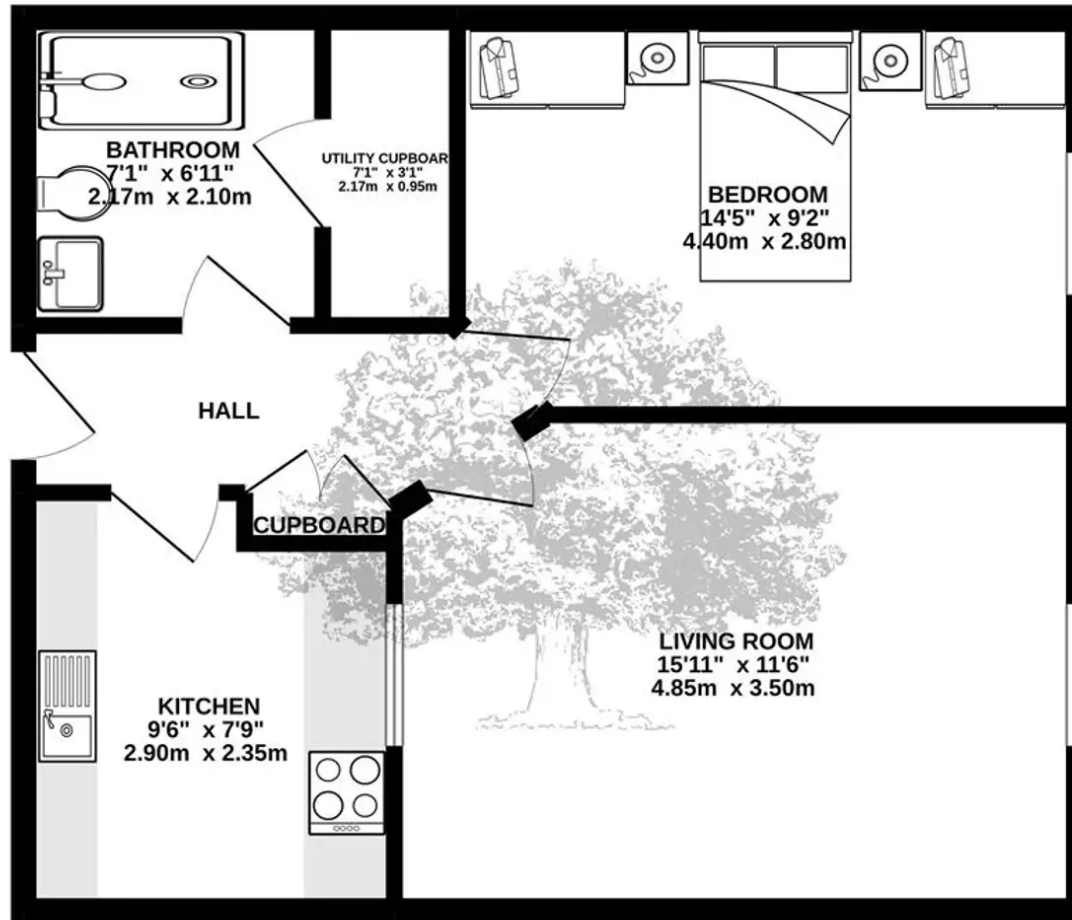 BATHROOM
7'1" x 6'11"
2.17m x 2.10m
UTILITY CUPBOAR
7'1" x 3'1"
2.17m x 0.95m
BEDROOM
14'5" x 9'2"
4.40m x 2.80m
HALL
CUPBOARD
LIVING ROOM
15'11" x 11'6"
4.85m x 3.50m
KITCHEN
9'6" x 7'9"
2.90m x 2.35m